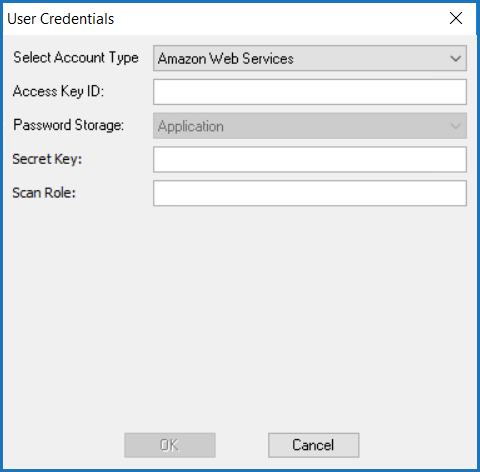 User Credentials
Select Account Type Amazon Web Services
Access Key ID:
Password Storage: Application
Secret Key:
Scan Role:
OK Cancel